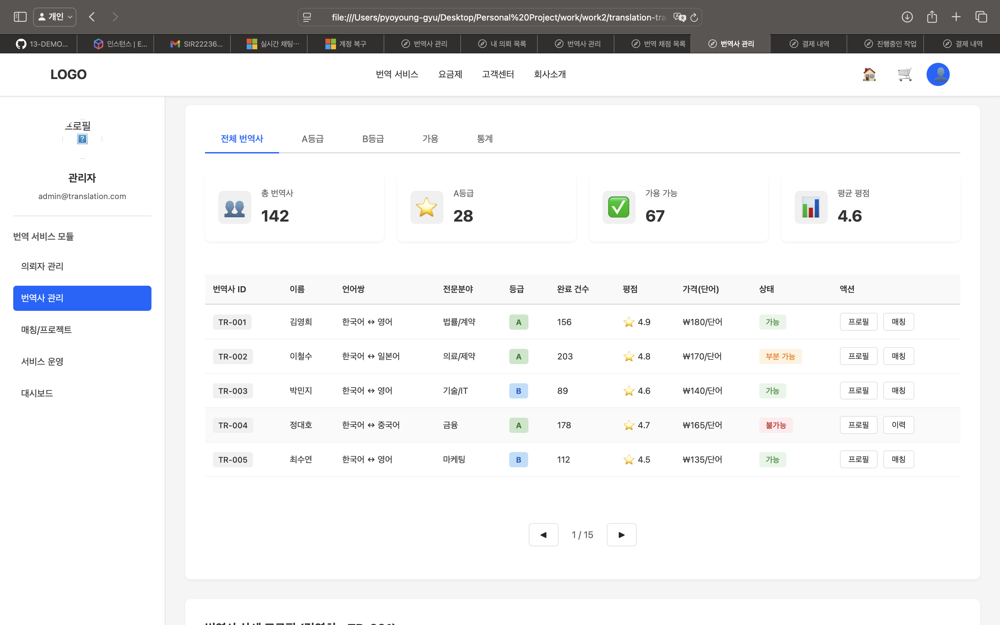 개인
file:///Users/pyoyoung-gyu/Desktop/Personal%20Project/work/work2/translation-tra
13-DEMO...
인스턴스 | E...
SIR22236...
실시간 채팅...
계정 복구
번역사 관리
내 의뢰 목록
번역사 관리
번역 채점 목록
번역사 관리
결제 내역
진행중인 작업
결제 내역
LOGO
번역 서비스 요금제 고객센터 회사소개
프로필
관리자
admin@translation.com
번역 서비스 모듈
의뢰자 관리
번역사 관리
매칭/프로젝트
서비스 운영
대시보드
전체 번역사 A등급 B등급 가용 통계
총 번역사
142
A등급
28
가용 가능
67
평균 평점
4.6
번역사 ID 이름 언어쌍 전문분야 등급 완료 건수 평점 가격(단어) 상태 액션
TR-001 김영희 한국어 ↔ 영어 법률/계약 A 156 ⭐ 4.9 ₩180/단어 가능 프로필 매칭
TR-002 이철수 한국어 ↔ 일본어 의료/제약 A 203 ⭐ 4.8 ₩170/단어 부분 가능 프로필 매칭
TR-003 박민지 한국어 ↔ 영어 기술/IT B 89 ⭐ 4.6 ₩140/단어 가능 프로필 매칭
TR-004 정대호 한국어 ↔ 중국어 금융 A 178 ⭐ 4.7 ₩165/단어 불가능 프로필 이력
TR-005 최수연 한국어 ↔ 영어 마케팅 B 112 ⭐ 4.5 ₩135/단어 가능 프로필 매칭
◀ 1 / 15 ▶